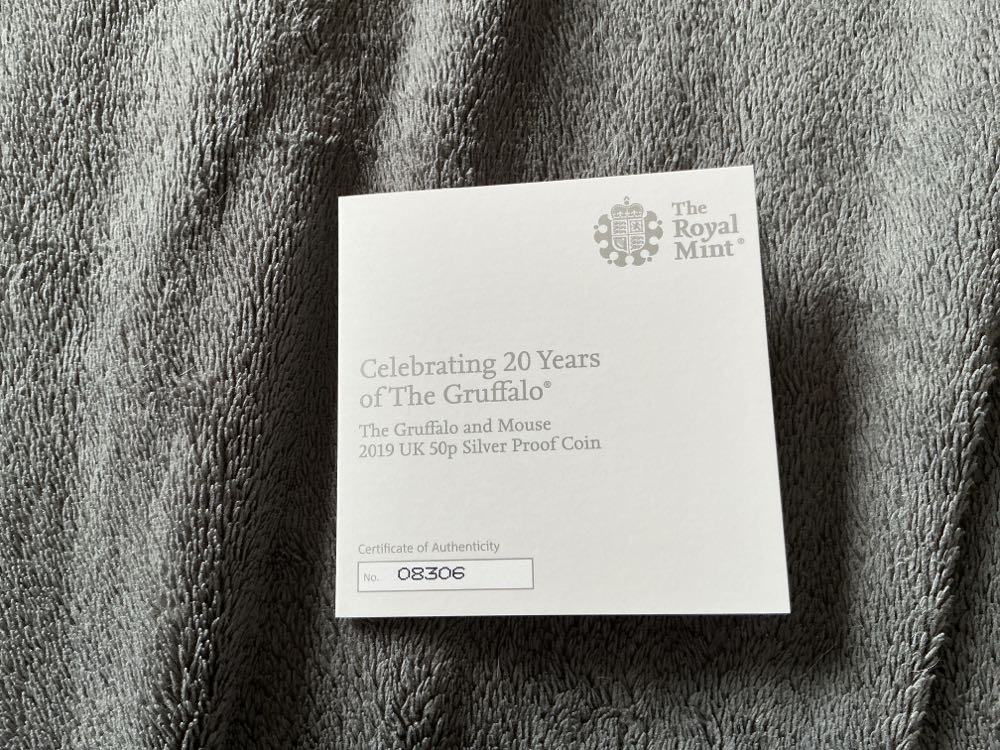 The
Royal
Mint®
Celebrating 20 Years
of The Gruffalo®
The Gruffalo and Mouse
2019 UK 50p Silver Proof Coin
Certificate of Authenticity
No. 08306